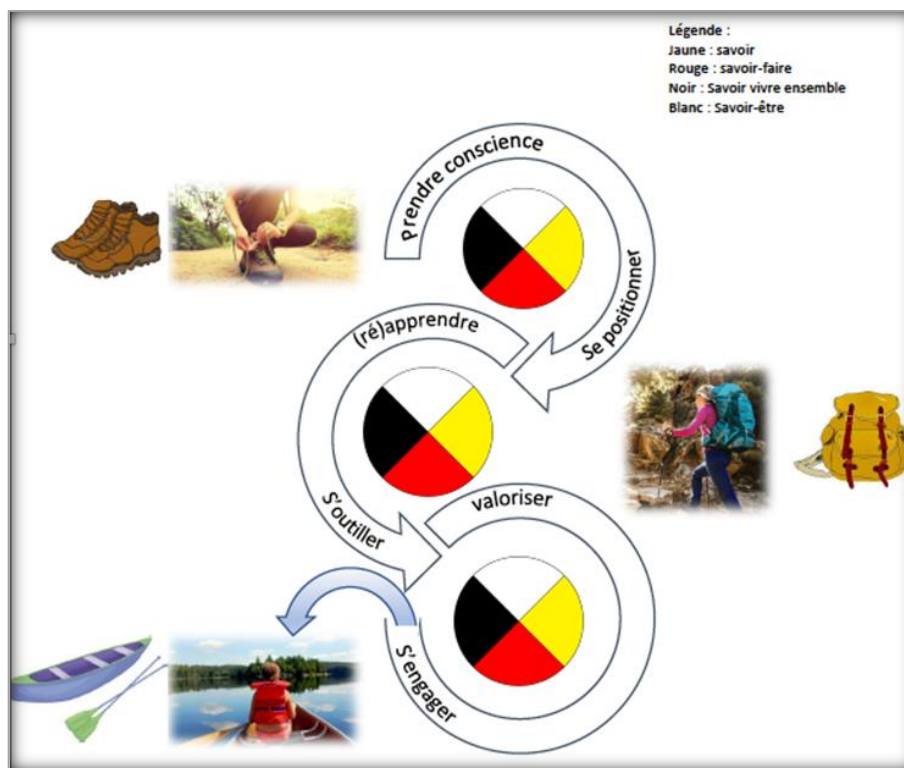 Légende :
Jaune : savoir
Rouge : savoir-faire
Noir : Savoir vivre ensemble
Blanc : Savoir-être
Prendre conscience
Se positionner
(ré)apprendre
S'outiller
valoriser
S'engager